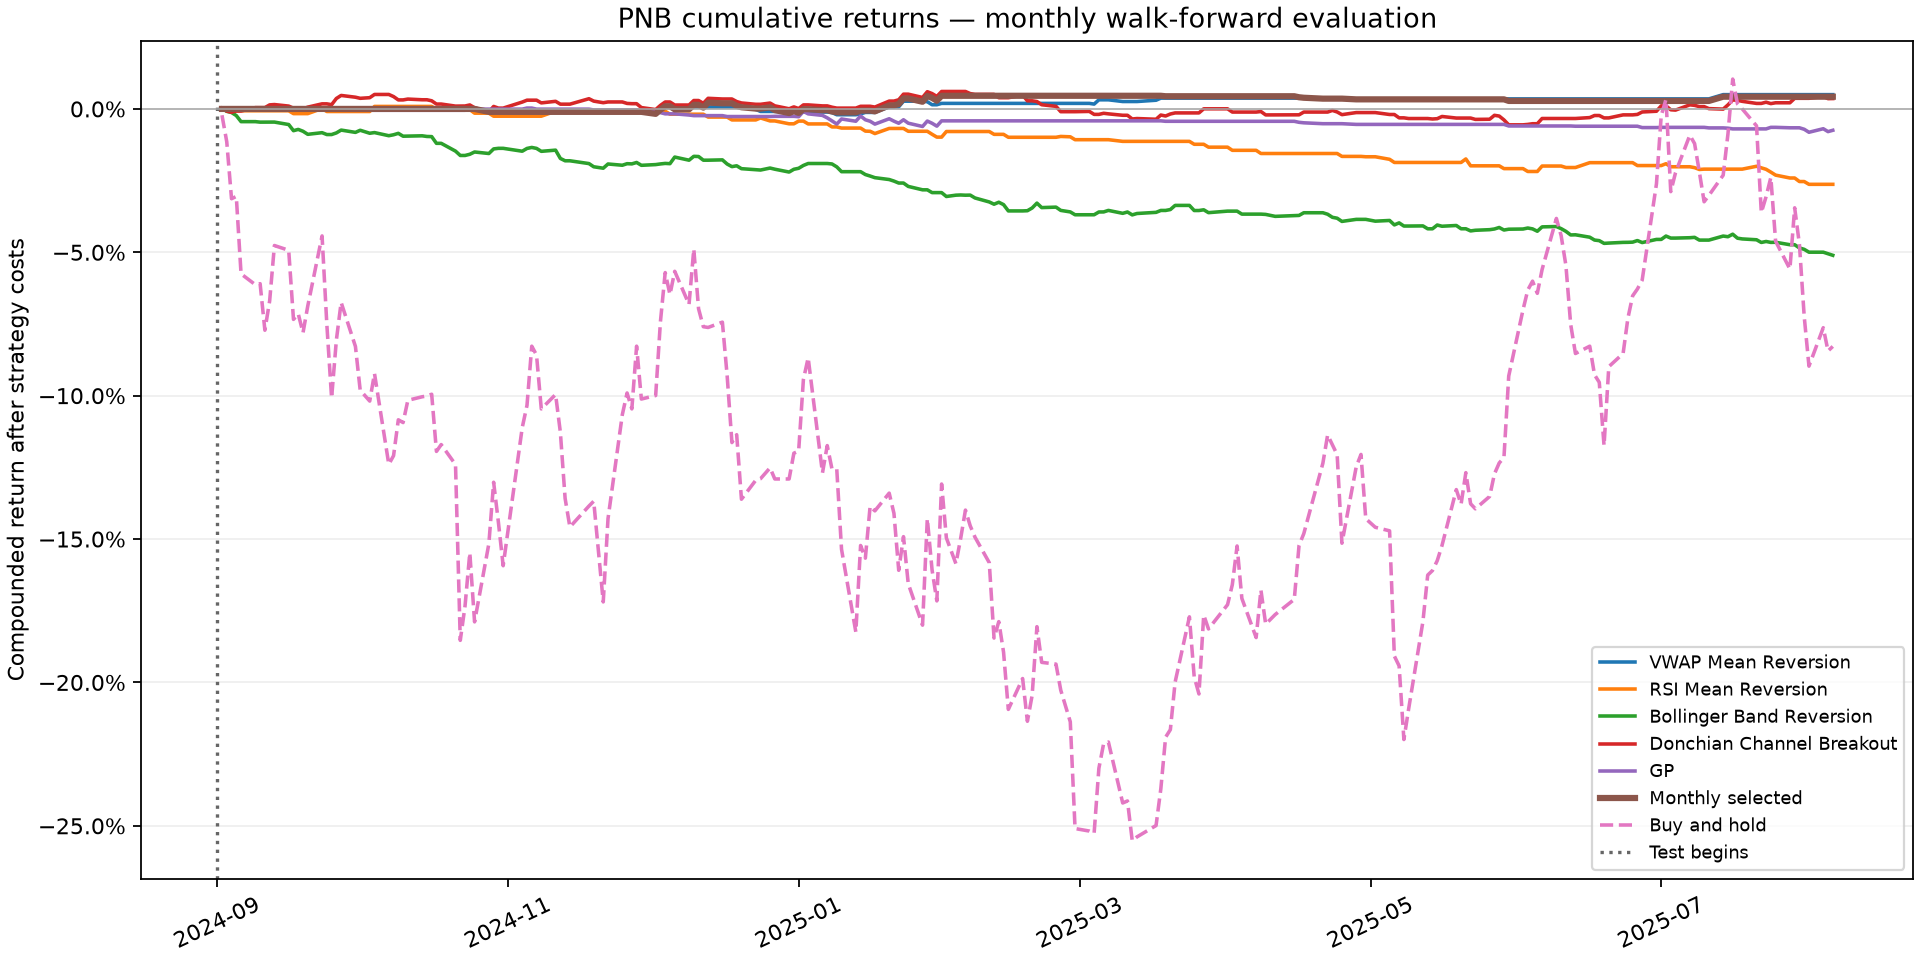 PNB cumulative returns — monthly walk-forward evaluation
Compounded return after strategy costs
0.0%
−5.0%
−10.0%
−15.0%
−20.0%
−25.0%
2024-09
2024-11
2025-01
2025-03
2025-05
2025-07
VWAP Mean Reversion
RSI Mean Reversion
Bollinger Band Reversion
Donchian Channel Breakout
GP
Monthly selected
Buy and hold
Test begins